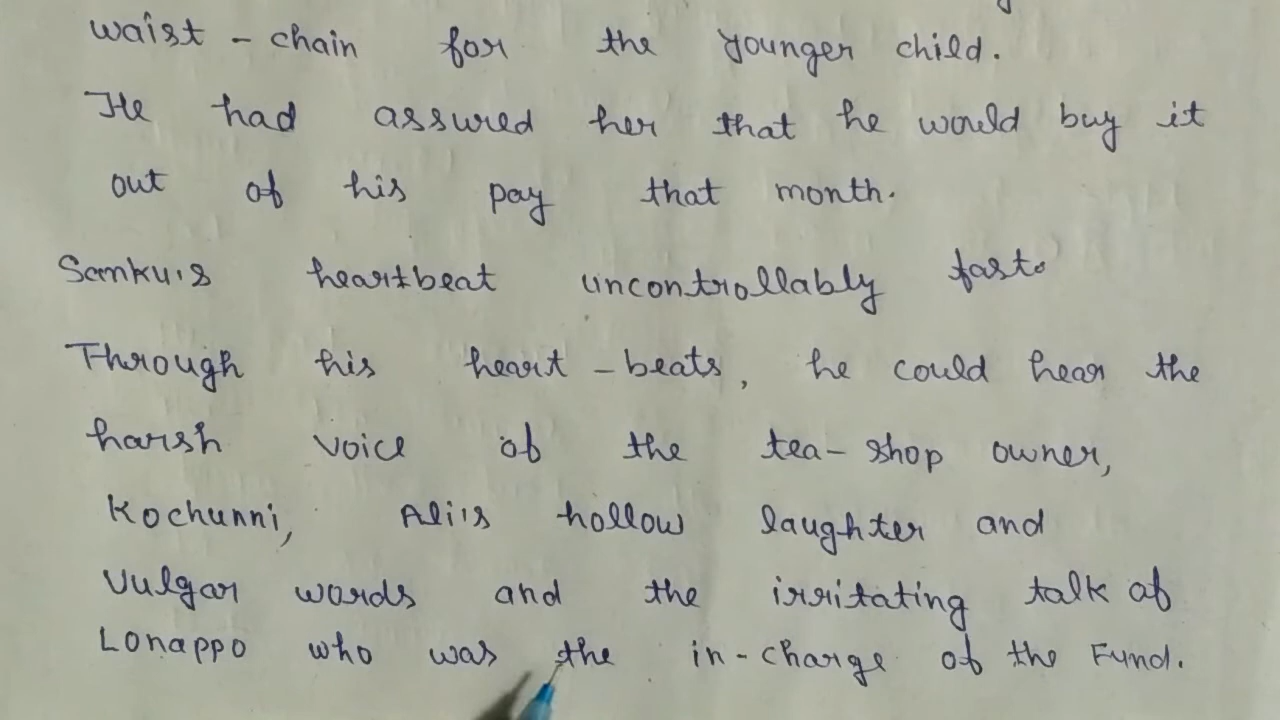 waist - chain for the younger child.
He had assured her that he would buy it
out of his pay that month.
Sanku's heartbeat uncontrollably fast.
Through his heart - beats, he could hear the
harsh voice of the tea - shop owner,
Kochunni, Ali's hollow laughter and
vulgar words and the irritating talk of
Lonappo who was the in - charge of the Fund.